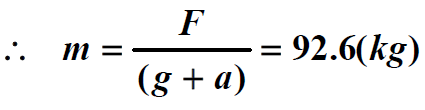 ∴ m = F / (g + a) = 92.6(kg)